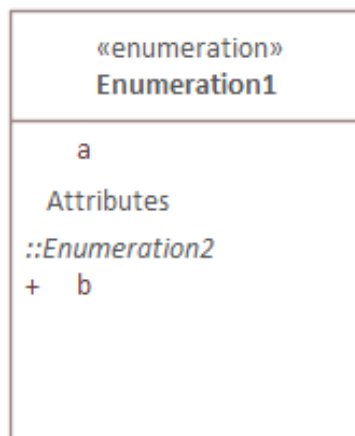 «enumeration»
Enumeration1
a
Attributes
::Enumeration2
+ b